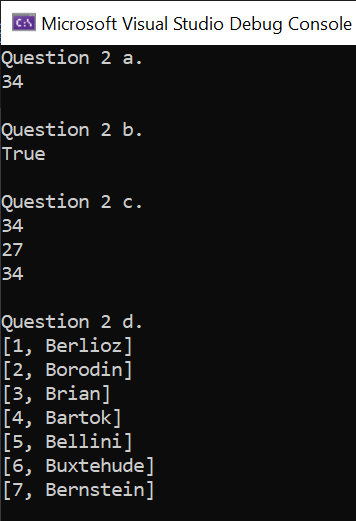 C:\
Microsoft Visual Studio Debug Console
Question 2 a.
34
Question 2 b.
True
Question 2 c.
34
27
34
Question 2 d.
[1, Berlioz]
[2, Borodin]
[3, Brian]
[4, Bartok]
[5, Bellini]
[6, Buxtehude]
[7, Bernstein]